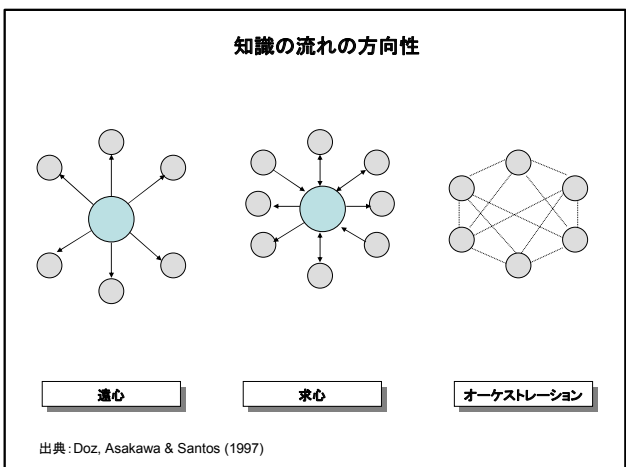 知識の流れの方向性
遠心
求心
オーケストレーション
出典:Doz, Asakawa & Santos (1997)